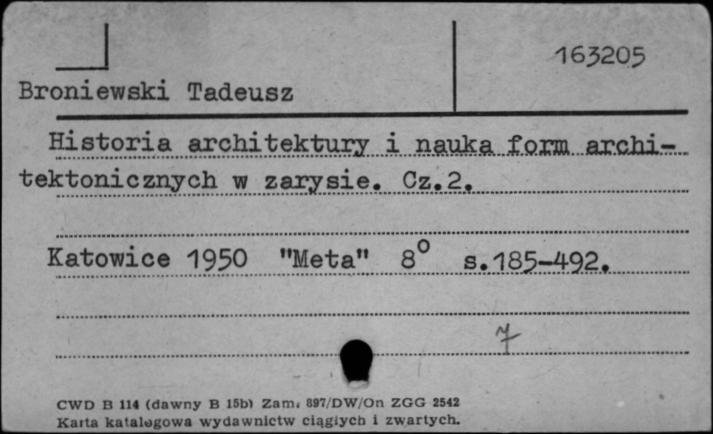 163205
Broniewski Tadeusz
Historia architektury i nauka form archi-
tektonicznych w zarysie. Cz.2.
Katowice 1950 "Meta" 8° s.185-492.
7
CWD B 114 (dawny B 15b) Zam. 897/DW/On ZGG 2542
Karta katalogowa wydawnictw ciągłych i zwartych.